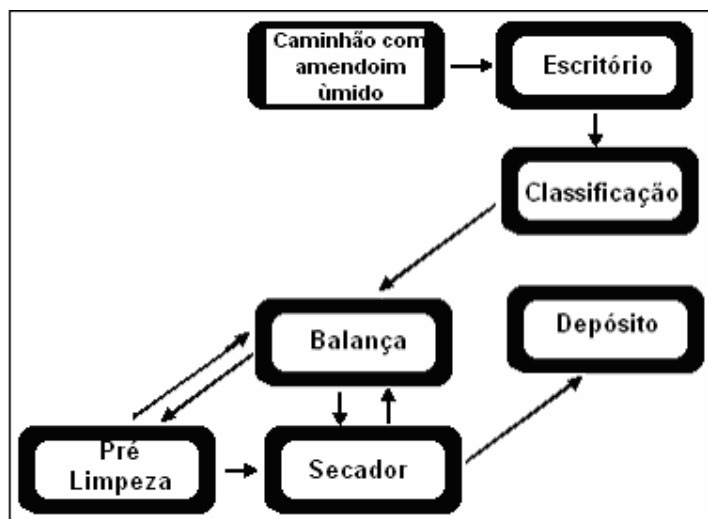 Caminhão com
amendoim
ùmido
Escritório
Classificação
Balança
Depósito
Pré
Limpeza
Secador